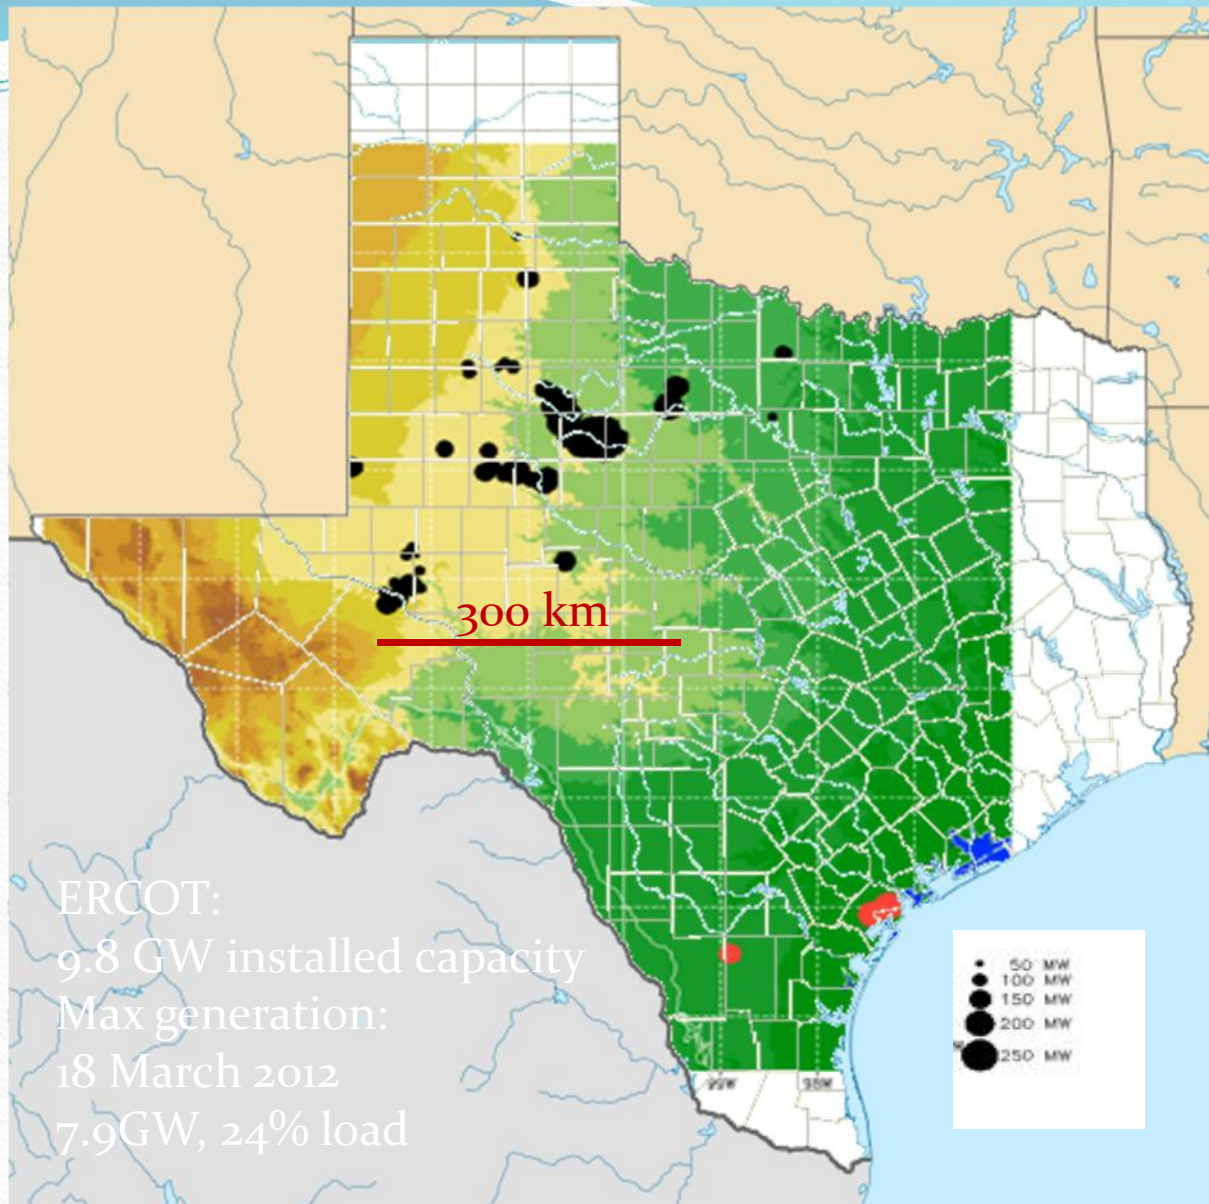 300 km
ERCOT:
9.8 GW installed capacity
Max generation:
18 March 2012
7.9GW, 24% load
99W
98W
50 MW
100 MW
150 MW
200 MW
250 MW